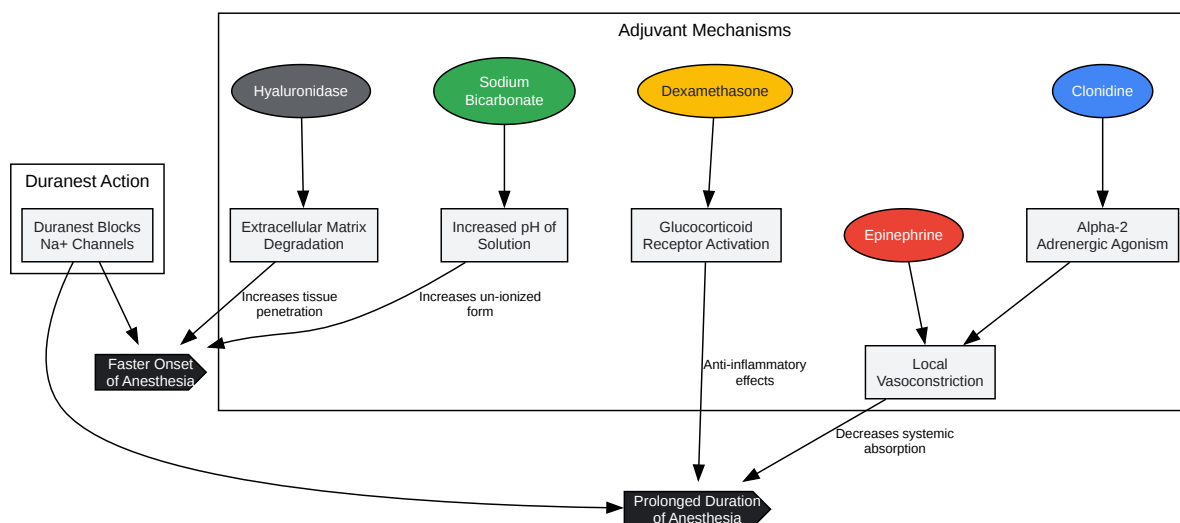 Adjuvant Mechanisms
Hyaluronidase
Sodium
Bicarbonate
Dexamethasone
Clonidine
Duranest Action
Duranest Blocks
Na+ Channels
Extracellular Matrix
Degradation
Increased pH of
Solution
Glucocorticoid
Receptor Activation
Epinephrine
Alpha-2
Adrenergic Agonism
Increases tissue
penetration
Increases un-ionized
form
Faster Onset
of Anesthesia
Anti-inflammatory
effects
Local
Vasoconstriction
Decreases systemic
absorption
Prolonged Duration
of Anesthesia